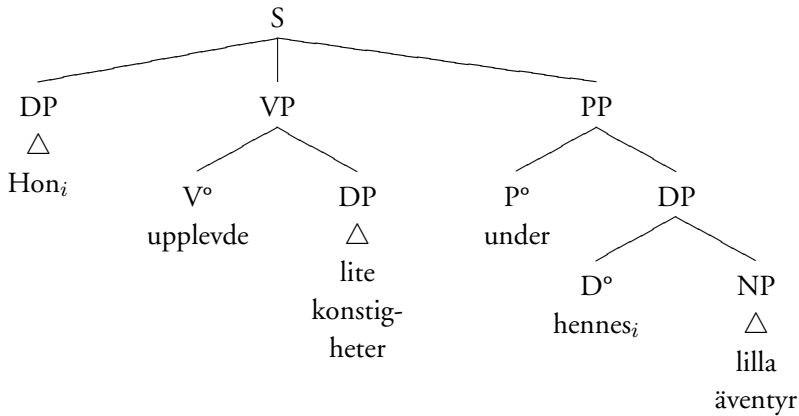 S
DP VP PP
Honᵢ
V° DP P° DP
upplevde under
lite
konstig-
heter
D° NP
hennesᵢ
lilla
äventyr